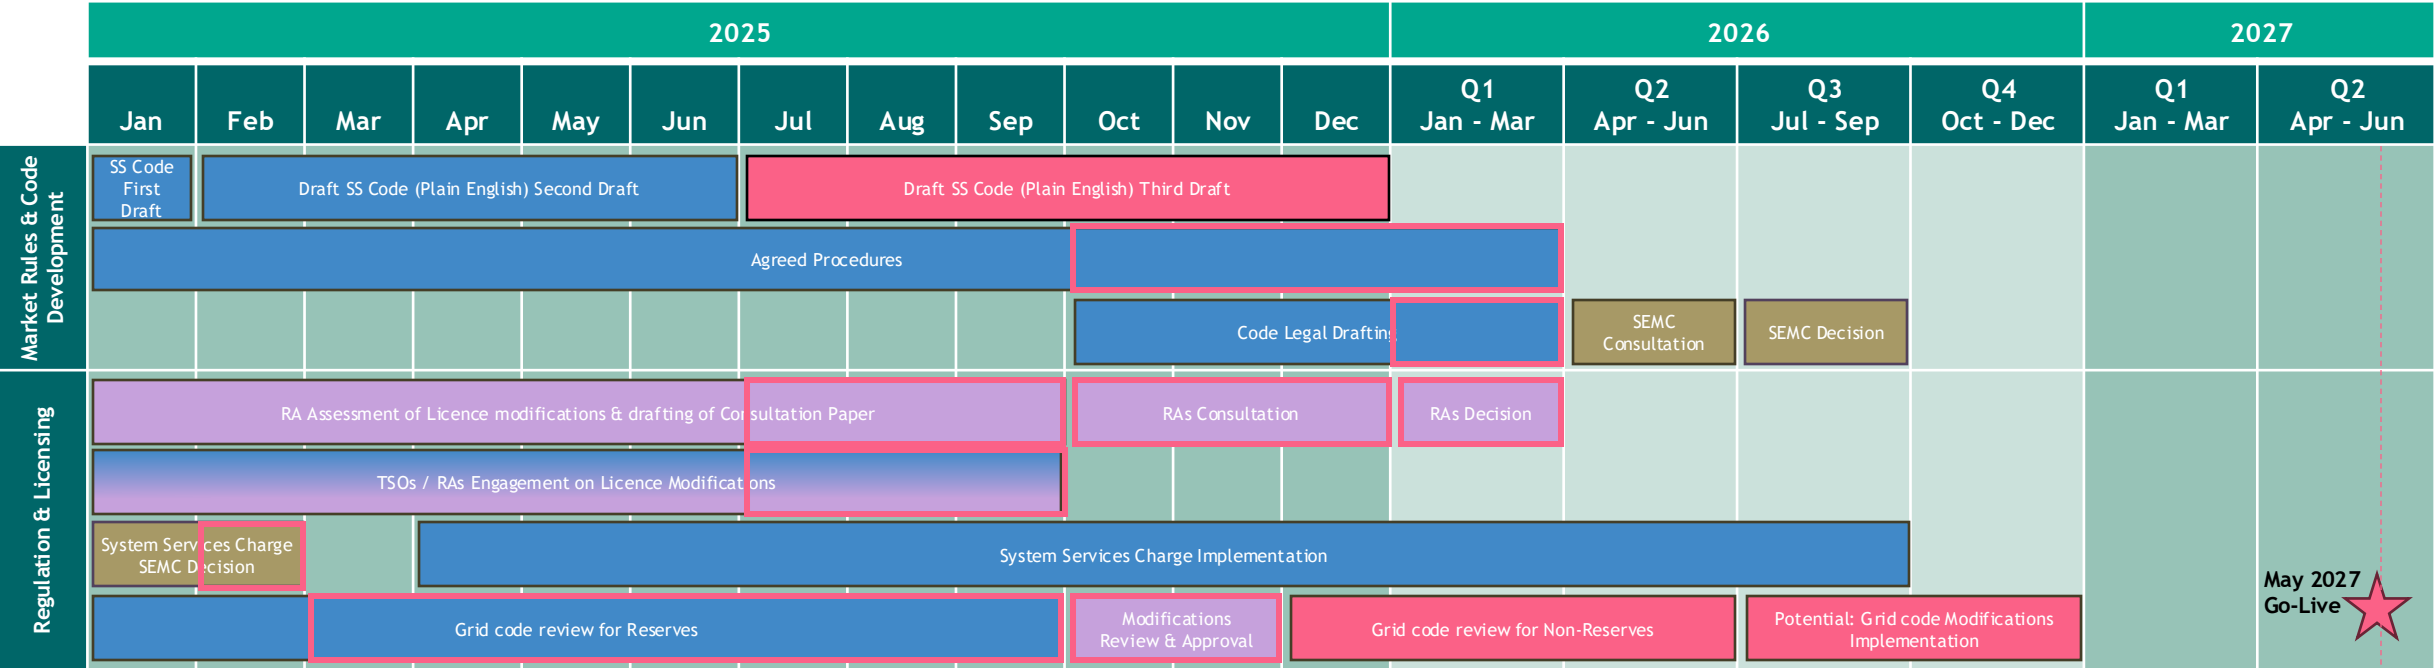 2025
2026
2027
Jan
Feb
Mar
Apr
May
Jun
Jul
Aug
Sep
Oct
Nov
Dec
Q1
Jan - Mar
Q2
Apr - Jun
Q3
Jul - Sep
Q4
Oct - Dec
Q1
Jan - Mar
Q2
Apr - Jun
Market Rules & Code
Development
SS Code
First
Draft
Draft SS Code (Plain English) Second Draft
Draft SS Code (Plain English) Third Draft
Agreed Procedures
Code Legal Drafting
SEMC
Consultation
SEMC Decision
Regulation & Licensing
RA Assessment of Licence modifications & drafting of Consultation Paper
RAs Consultation
RAs Decision
TSOs / RAs Engagement on Licence Modifications
System Services Charge
SEMC Decision
System Services Charge Implementation
Grid code review for Reserves
Modifications
Review & Approval
Grid code review for Non-Reserves
Potential: Grid code Modifications
Implementation
May 2027
Go-Live